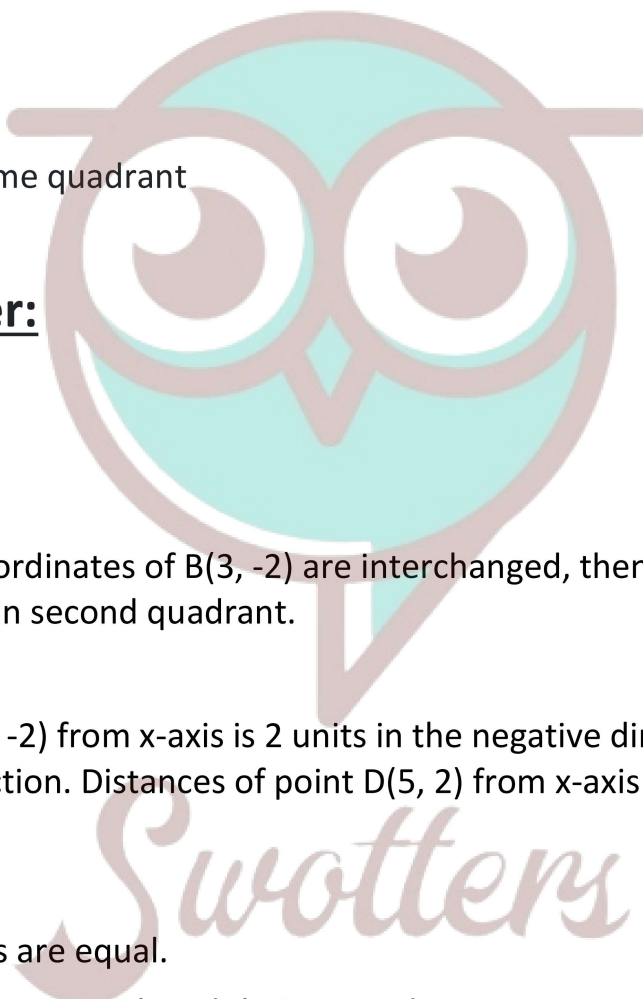 me quadrant
er:
ordinates of B(3, -2) are interchanged, then
n second quadrant.
-2) from x-axis is 2 units in the negative di
ction. Distances of point D(5, 2) from x-axis
Swotters
s are equal.